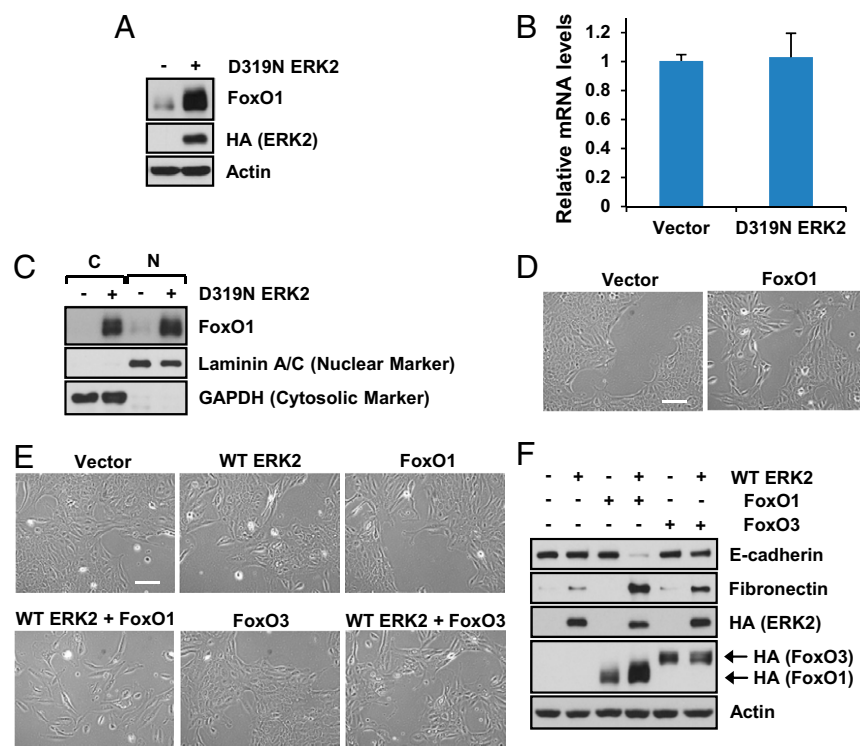 A
- + D319N ERK2
FoxO1
HA (ERK2)
Actin
B
Relative mRNA levels
1.2
1
0.8
0.6
0.4
0.2
0
Vector D319N ERK2
C
C N
- + - + D319N ERK2
FoxO1
Laminin A/C (Nuclear Marker)
GAPDH (Cytosolic Marker)
D
Vector FoxO1
E
Vector WT ERK2 FoxO1
WT ERK2 + FoxO1 FoxO3 WT ERK2 + FoxO3
F
- + - + - + WT ERK2
- - + + - - FoxO1
- - - - + + FoxO3
E-cadherin
Fibronectin
HA (ERK2)
HA (FoxO3)
HA (FoxO1)
Actin